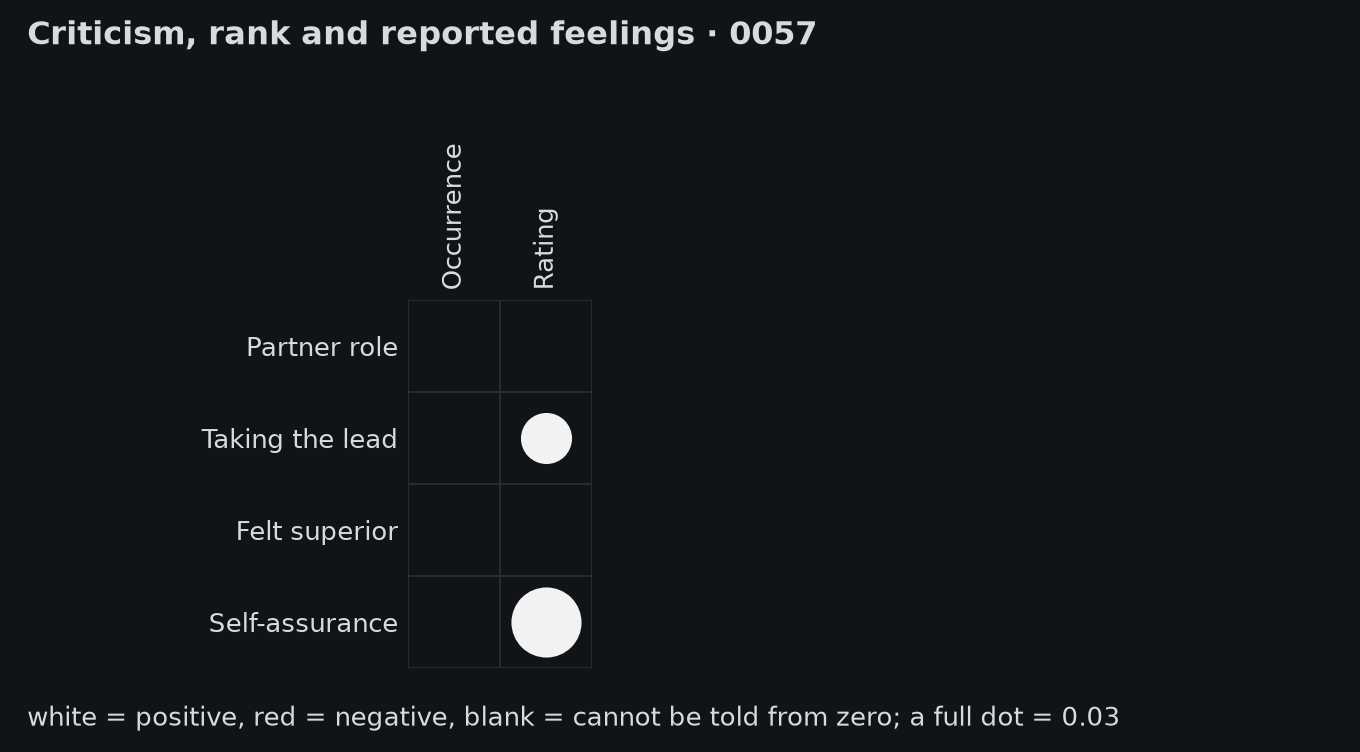 Criticism, rank and reported feelings · 0057
Occurrence
Rating
Partner role
Taking the lead
Felt superior
Self-assurance
white = positive, red = negative, blank = cannot be told from zero; a full dot = 0.03